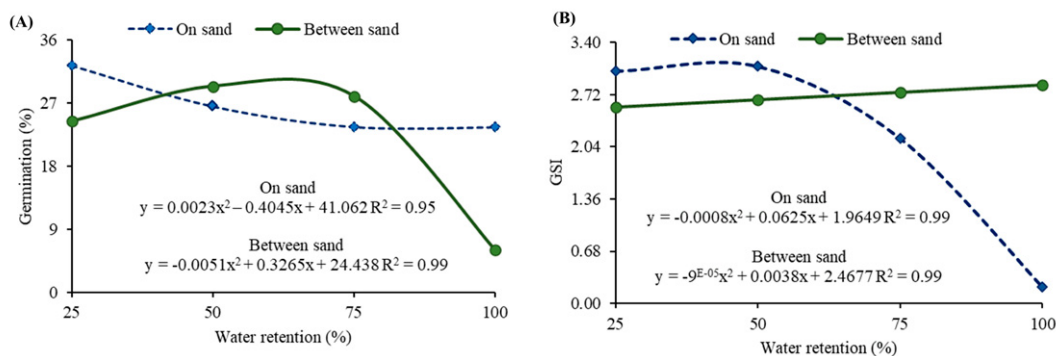 (A)
On sand
Between sand
36
27
18
9
0
Germination (%)
On sand
y = 0.0023x² – 0.4045x + 41.062 R² = 0.95
Between sand
y = -0.0051x² + 0.3265x + 24.438 R² = 0.99
25
50
75
100
Water retention (%)
(B)
On sand
Between sand
3.40
2.72
2.04
1.36
0.68
0.00
GSI
On sand
y = -0.0008x² + 0.0625x + 1.9649 R² = 0.99
Between sand
y = -9ᴱ⁻⁰⁵x² + 0.0038x + 2.4677 R² = 0.99
25
50
75
100
Water retention (%)